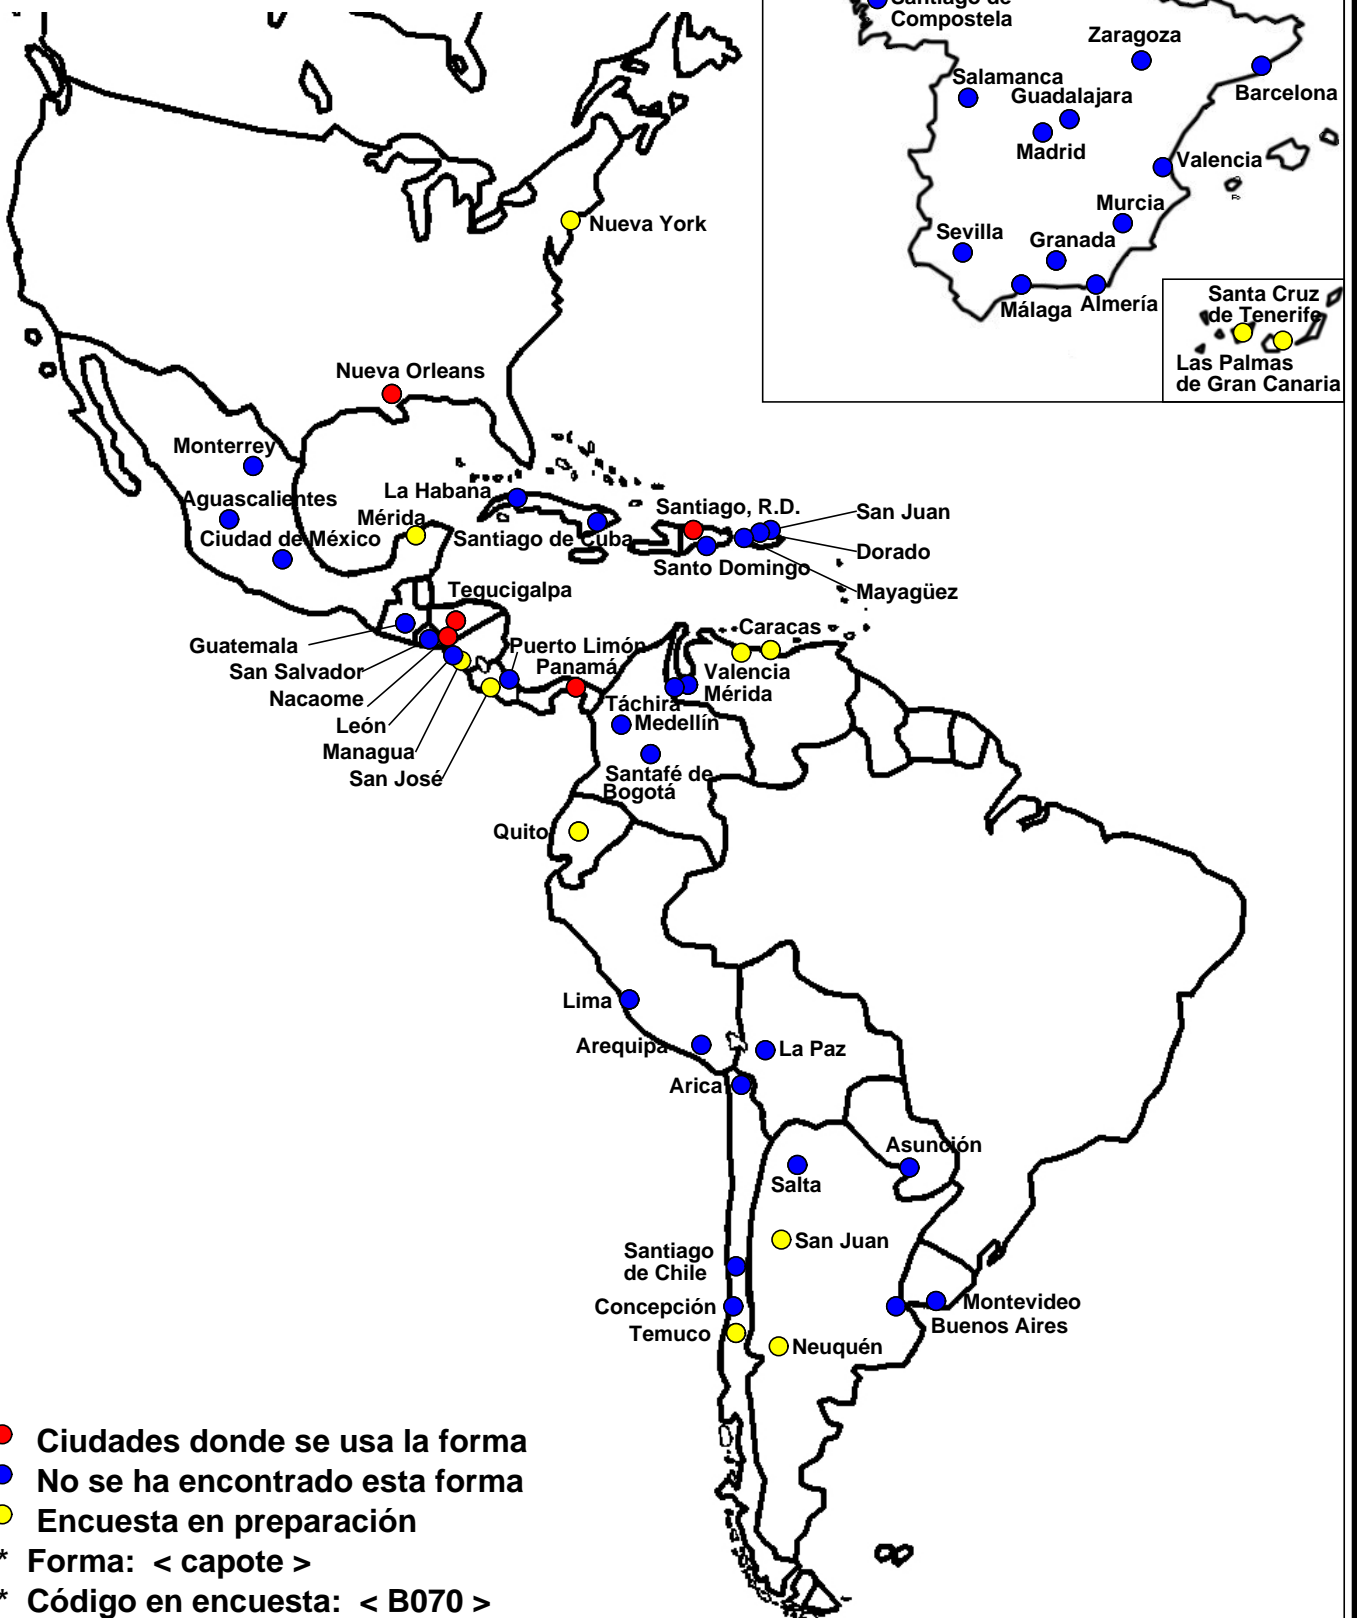 Santiago de
Compostela
Zaragoza
Barcelona
Salamanca
Guadalajara
Madrid
Valencia
Murcia
Sevilla
Granada
Málaga
Almería
Santa Cruz
de Tenerife
Las Palmas
de Gran Canaria
Nueva York
Nueva Orleans
Monterrey
Aguascalientes
Ciudad de México
Mérida
La Habana
Santiago de Cuba
Santiago, R.D.
Santo Domingo
San Juan
Dorado
Mayagüez
Tegucigalpa
Guatemala
San Salvador
Nacaome
León
Managua
San José
Puerto Limón
Panamá
Caracas
Valencia
Mérida
Táchira
Medellín
Santafé de
Bogotá
Quito
Lima
Arequipa
La Paz
Arica
Asunción
Salta
San Juan
Santiago
de Chile
Concepción
Temuco
Neuquén
Montevideo
Buenos Aires
Ciudades donde se usa la forma
No se ha encontrado esta forma
Encuesta en preparación
* Forma: < capote >
* Código en encuesta: < B070 >